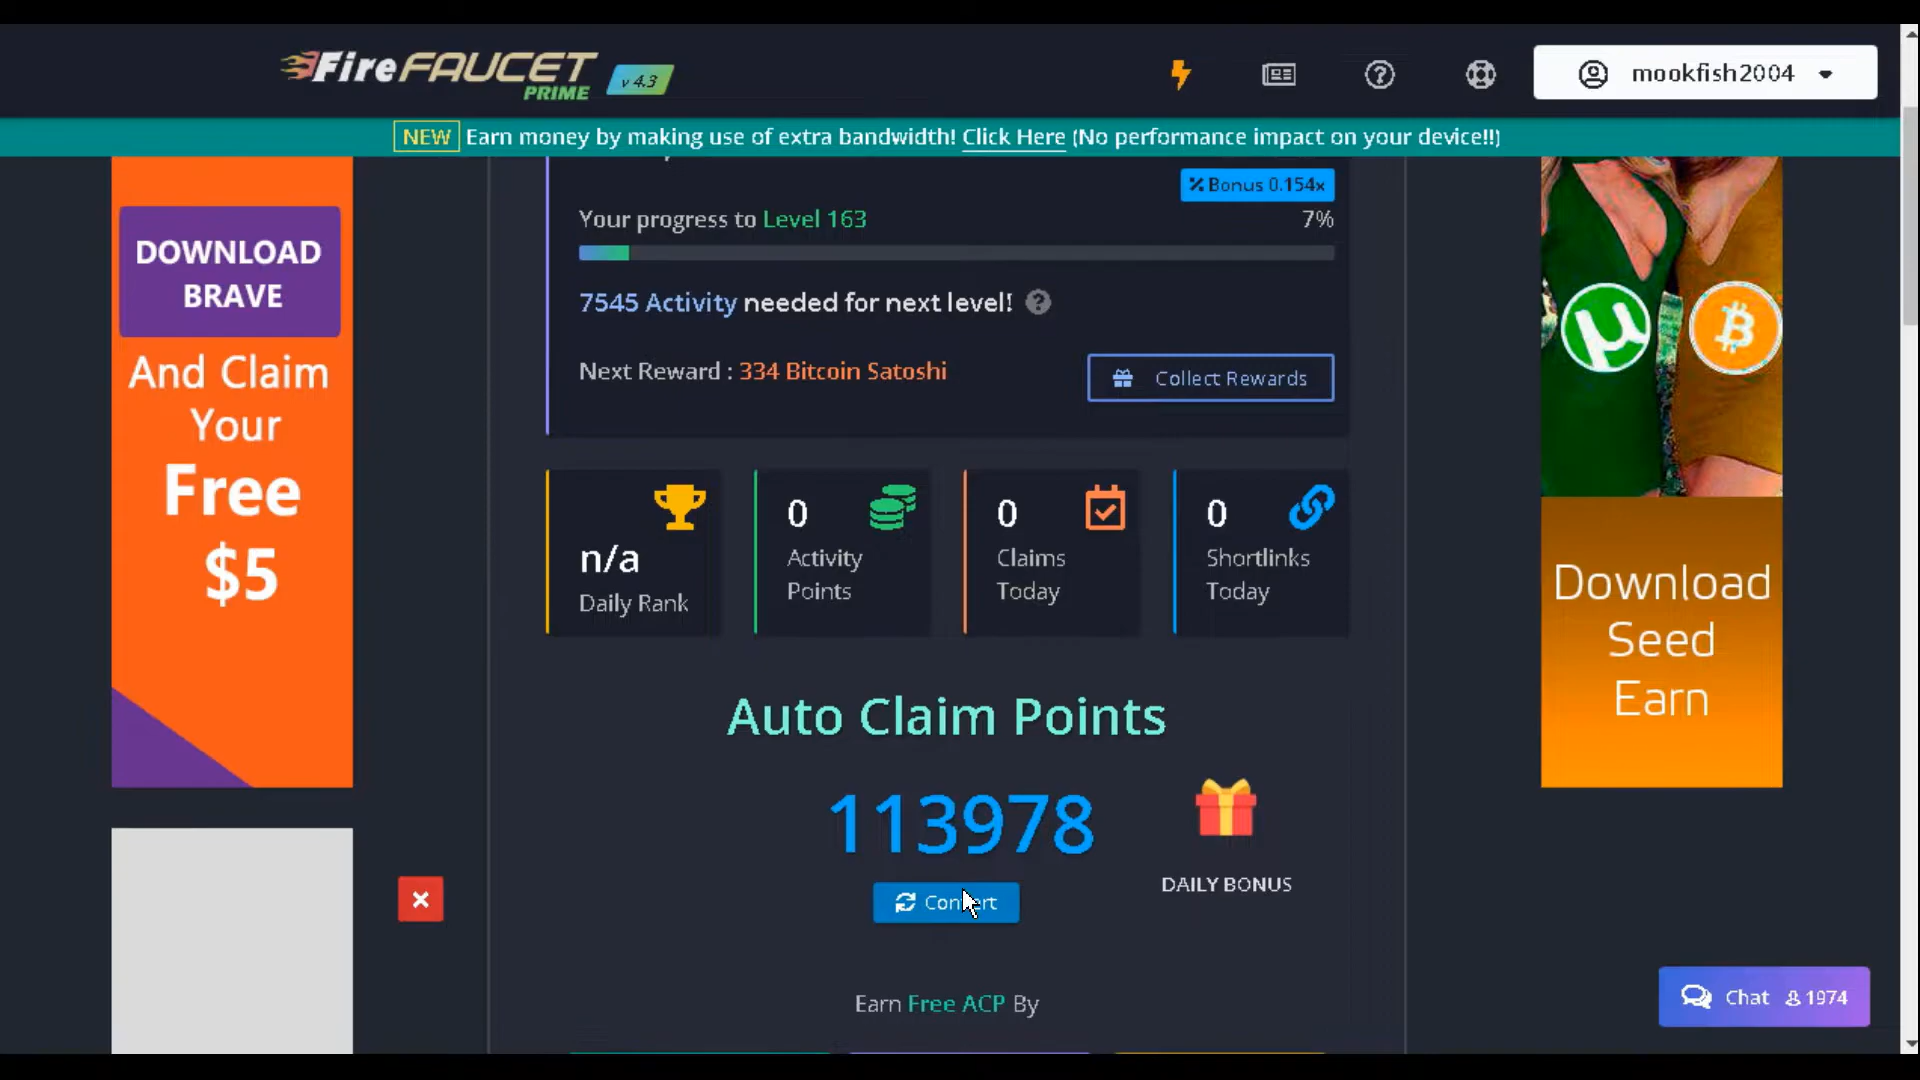 FireFAUCET
PRIME
v 4.3
mookfish2004
NEW Earn money by making use of extra bandwidth! Click Here (No performance impact on your device!!)
DOWNLOAD
BRAVE
And Claim
Your
Free
$5
Bonus 0.154x
Your progress to Level 163
7%
7545 Activity needed for next level!
Next Reward : 334 Bitcoin Satoshi
Collect Rewards
n/a
Daily Rank
0
Activity
Points
0
Claims
Today
0
Shortlinks
Today
Auto Claim Points
113978
Convert
DAILY BONUS
Earn Free ACP By
Download
Seed
Earn
Chat 1974